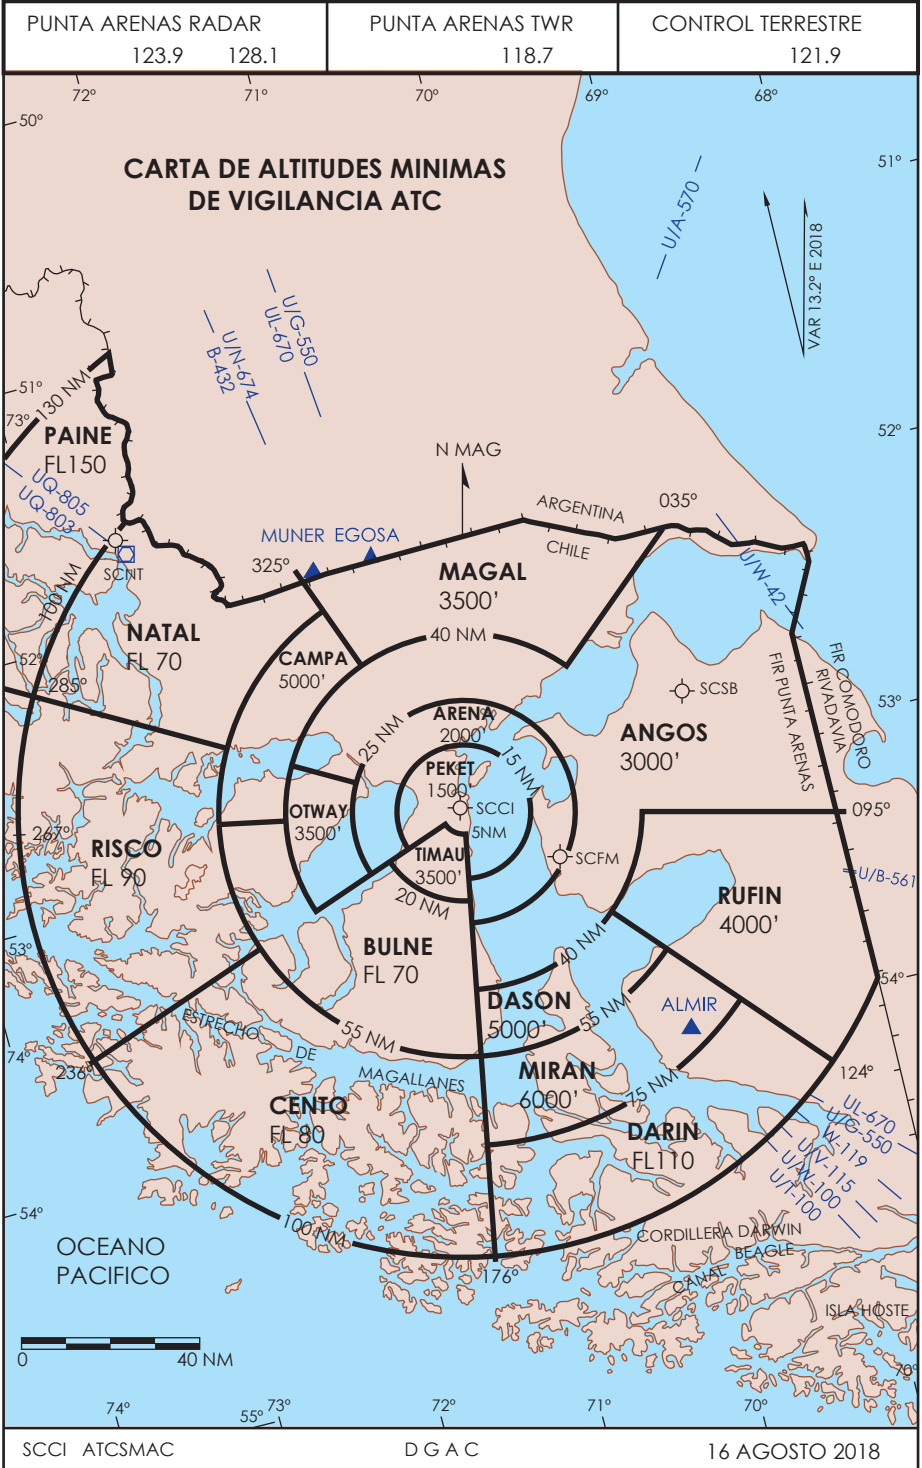 PUNTA ARENAS RADAR
123.9 128.1
PUNTA ARENAS TWR
118.7
CONTROL TERRESTRE
121.9
72° 71° 70° 69° 68°
50°
51°
CARTA DE ALTITUDES MINIMAS
DE VIGILANCIA ATC
U/A-570
VAR 13.2° E 2018
U/G-550
UL-670
U/N-674
B-432
51°
130 NM
73°
52°
PAINE
FL150
N MAG
UQ-805
UQ-803
ARGENTINA
035°
MUNER EGOSA
CHILE
325°
SCNT
MAGAL
3500'
U/W-42
100 NM
NATAL
FL 70
40 NM
CAMPA
5000'
52°
285°
FIR COMODORO
RIVADAVIA
FIR PUNTA ARENAS
SCSB
53°
ARENA
2000'
25 NM
ANGOS
3000'
15 NM
PEKET
1500'
SCCI
OTWAY
3500'
095°
5NM
267°
RISCO
FL 90
TIMAU
3500'
SCFM
U/B-561
RUFIN
4000'
20 NM
53°
BULNE
FL 70
40 NM
54°
DASON
5000'
ALMIR
55 NM
ESTRECHO
DE
MAGALLANES
55 NM
74°
236°
MIRAN
6000'
124°
75 NM
CENTO
FL 80
DARIN
FL110
UL-670
U/G-550
W-119
U/V-115
U/W-100
U/T-100
54°
100 NM
CORDILLERA DARWIN
BEAGLE
CANAL
OCEANO
PACIFICO
176°
ISLA HOSTE
0 40 NM
70°
74° 55° 73° 72° 71° 70°
SCCI ATCSMAC
D G A C
16 AGOSTO 2018